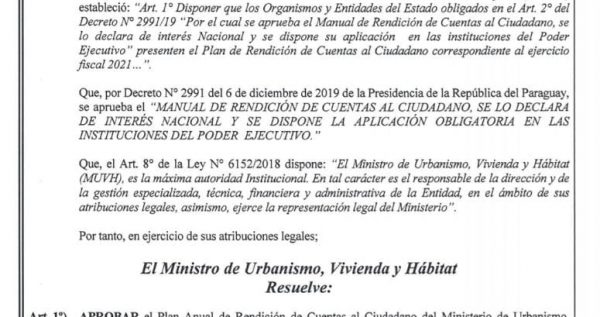 estableció: "Art. 1° Disponer que los Organismos y Entidades del Estado obligados en el Art. 2° del
Decreto N° 2991/19 "Por el cual se aprueba el Manual de Rendición de Cuentas al Ciudadano, se
lo declara de interés Nacional y se dispone su aplicación en las instituciones del Poder
Ejecutivo" presenten el Plan de Rendición de Cuentas al Ciudadano correspondiente al ejercicio
fiscal 2021...".
Que, por Decreto N° 2991 del 6 de diciembre de 2019 de la Presidencia de la República del Paraguay,
se aprueba el "MANUAL DE RENDICIÓN DE CUENTAS AL CIUDADANO, SE LO DECLARA
DE INTERÉS NACIONAL Y SE DISPONE LA APLICACIÓN OBLIGATORIA EN LAS
INSTITUCIONES DEL PODER EJECUTIVO."
Que, el Art. 8° de la Ley N° 6152/2018 dispone: "El Ministro de Urbanismo, Vivienda y Hábitat
(MUVH), es la máxima autoridad Institucional. En tal carácter es el responsable de la dirección y de
la gestión especializada, técnica, financiera y administrativa de la Entidad, en el ámbito de sus
atribuciones legales, asimismo, ejerce la representación legal del Ministerio".
Por tanto, en ejercicio de sus atribuciones legales;
El Ministro de Urbanismo, Vivienda y Hábitat
Resuelve:
Art. 1°) APROBAR el Plan Anual de Rendición de Cuentas al Ciudadano del Ministerio de Urbanismo,